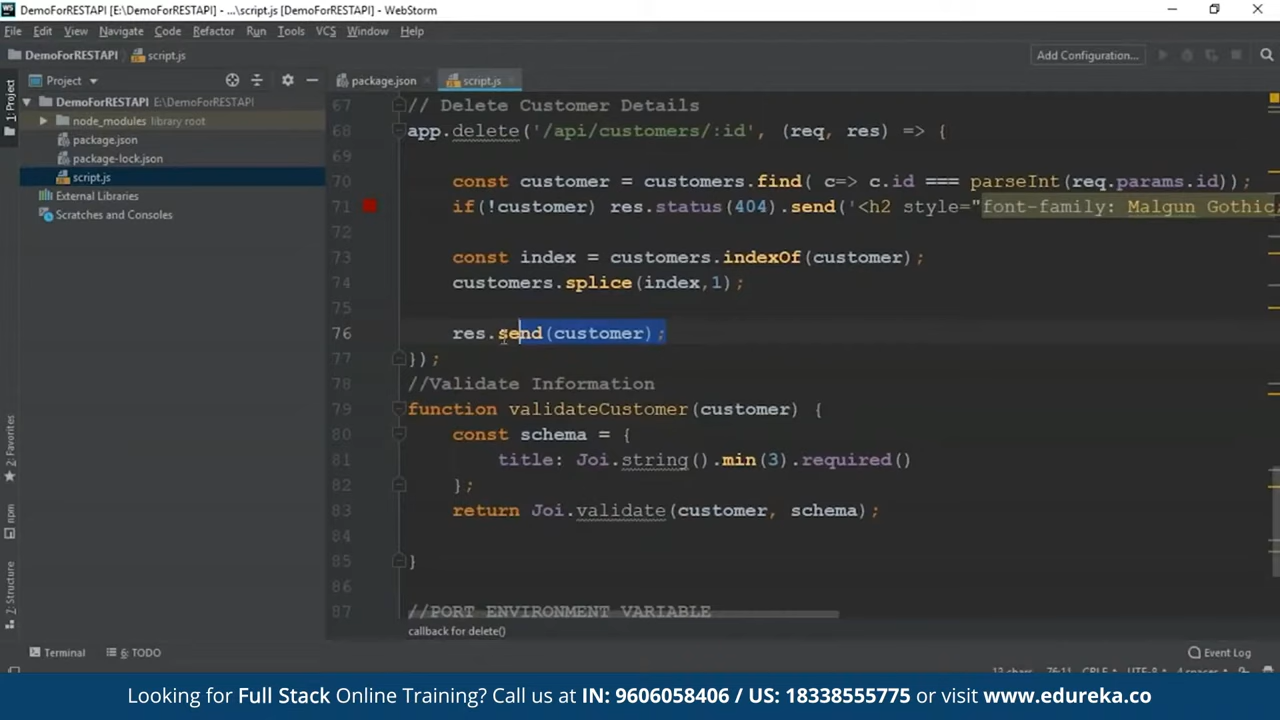 DemoForRESTAPI [E:\DemoForRESTAPI] - ...\script.js [DemoForRESTAPI] - WebStorm
File Edit View Navigate Code Refactor Run Tools VCS Window Help
DemoForRESTAPI script.js Add Configuration...
1: Project
Project
DemoForRESTAPI E:\DemoForRESTAPI
node_modules library root
package.json
package-lock.json
script.js
External Libraries
Scratches and Consoles
2: Favorites
npm
7: Structure
package.json script.js
67 // Delete Customer Details
68 app.delete('/api/customers/:id', (req, res) => {
69
70 const customer = customers.find( c=> c.id === parseInt(req.params.id));
71 if(!customer) res.status(404).send('<h2 style="font-family: Malgun Gothic
72
73 const index = customers.indexOf(customer);
74 customers.splice(index,1);
75
76 res.send(customer);
77 });
78 //Validate Information
79 function validateCustomer(customer) {
80 const schema = {
81 title: Joi.string().min(3).required()
82 };
83 return Joi.validate(customer, schema);
84
85 }
86
87 //PORT ENVIRONMENT VARIABLE
callback for delete()
Terminal 6: TODO Event Log
Looking for Full Stack Online Training? Call us at IN: 9606058406 / US: 18338555775 or visit www.edureka.co